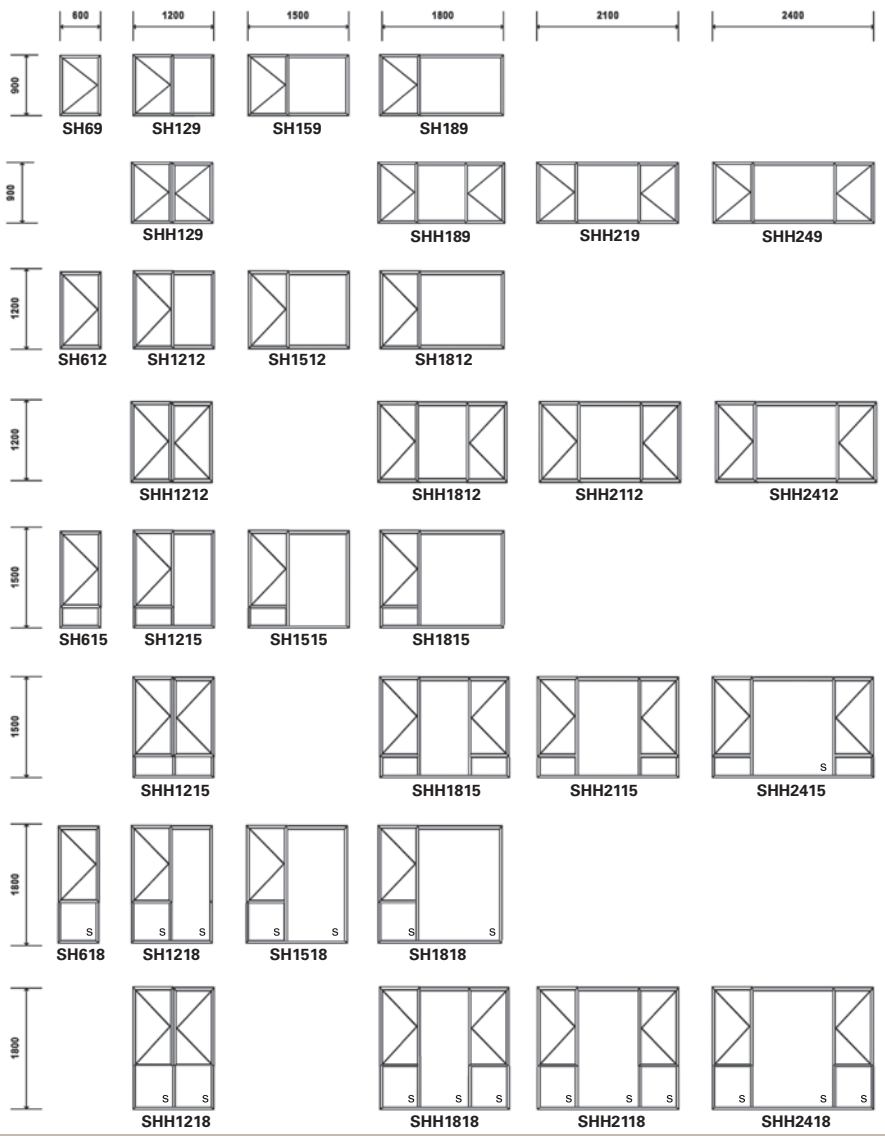 600 1200 1500 1800 2100 2400
900
SH69 SH129 SH159 SH189
900
SHH129 SHH189 SHH219 SHH249
1200
SH612 SH1212 SH1512 SH1812
1200
SHH1212 SHH1812 SHH2112 SHH2412
1500
SH615 SH1215 SH1515 SH1815
1500
S
SHH1215 SHH1815 SHH2115 SHH2415
1800
S S S S S S S
SH618 SH1218 SH1518 SH1818
1800
S S S S S S S S S S S
SHH1218 SHH1818 SHH2118 SHH2418